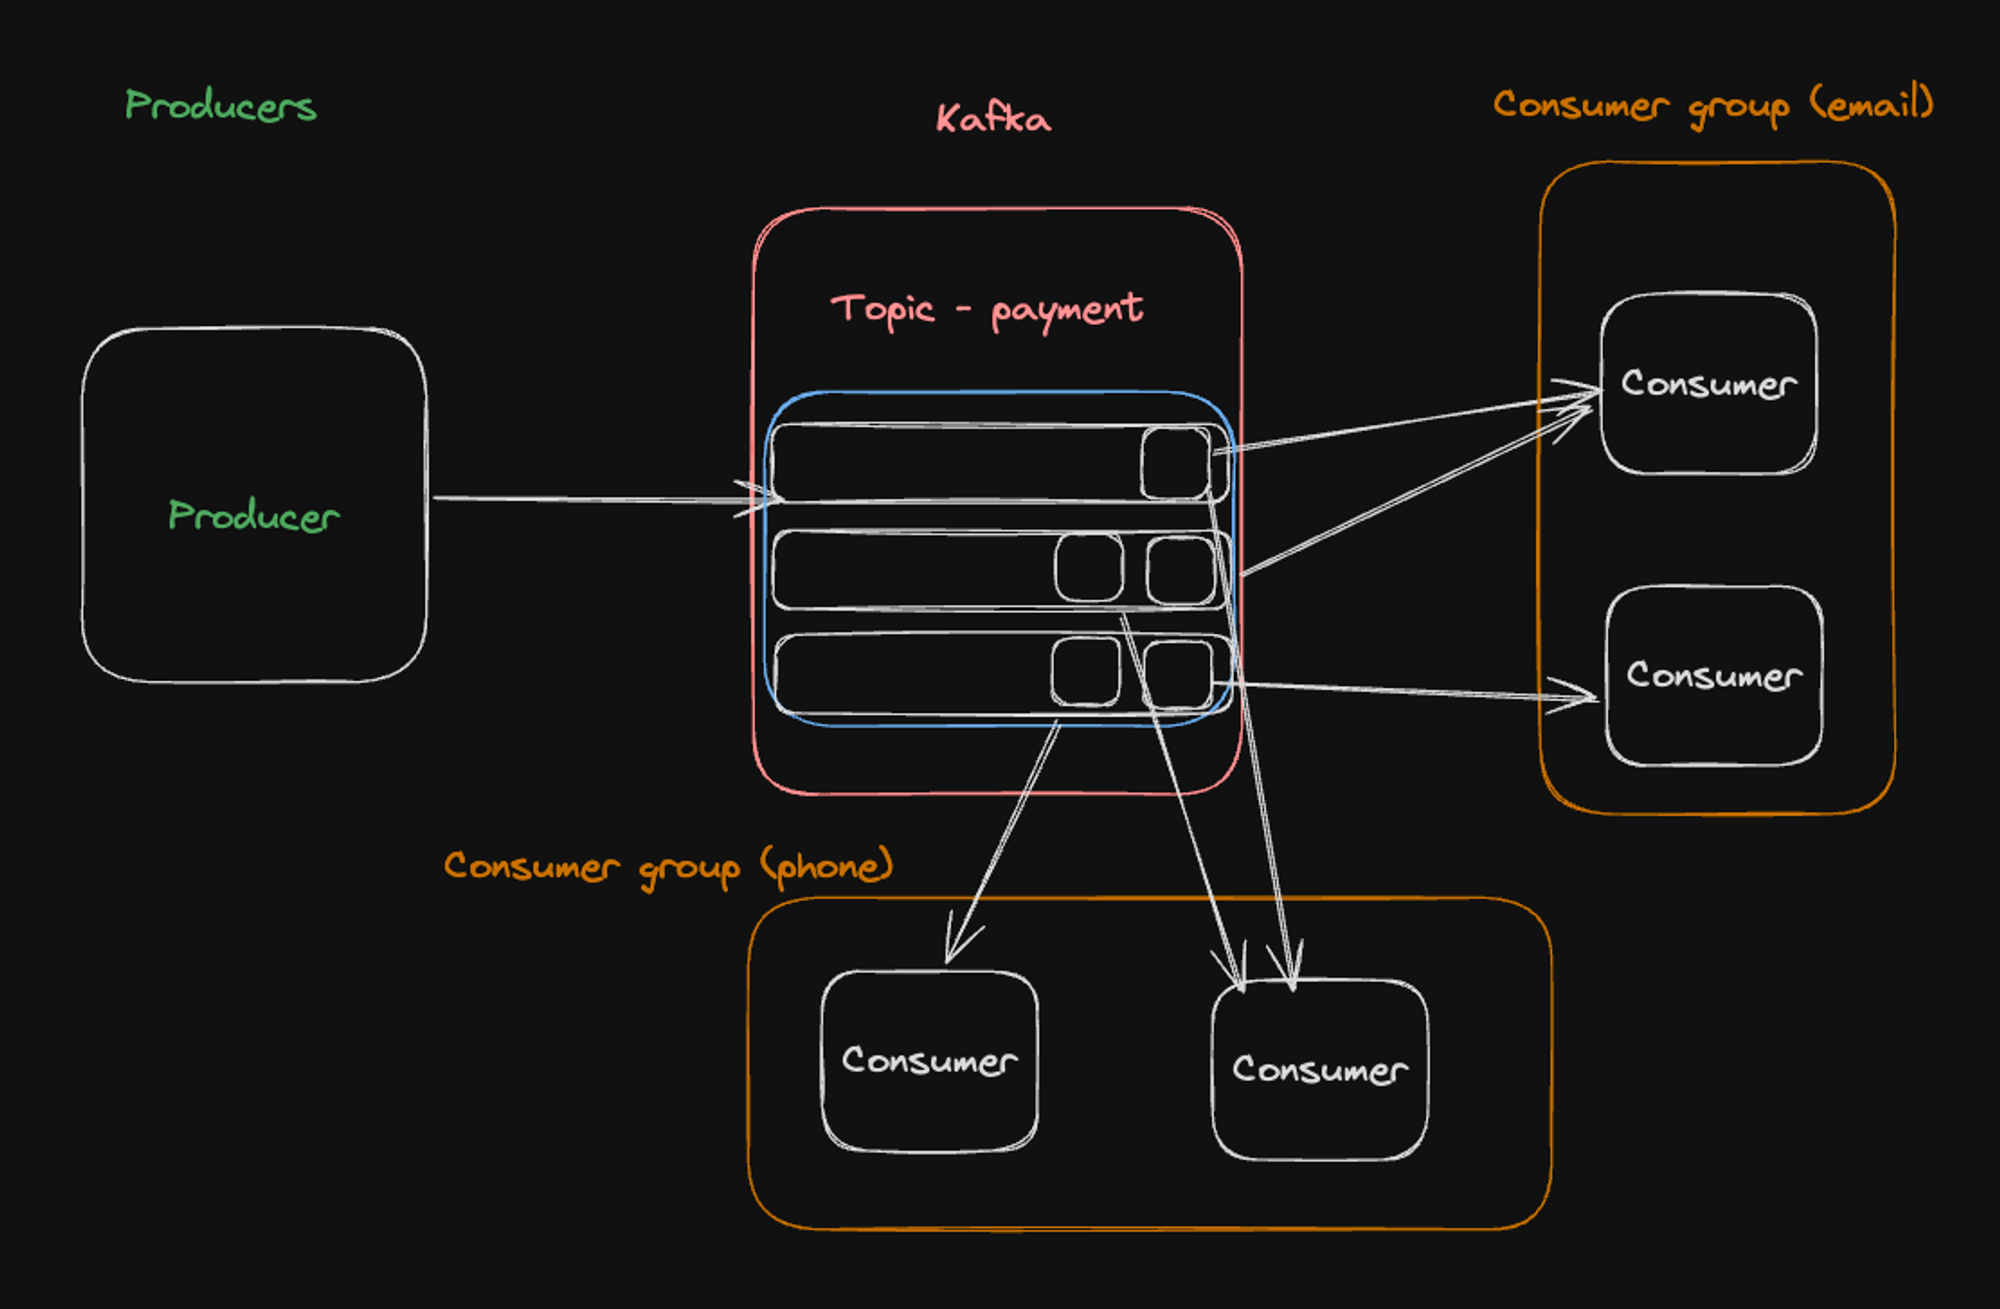 Producers
Kafka
Consumer group (email)
Topic - payment
Producer
Consumer
Consumer
Consumer group (phone)
Consumer
Consumer